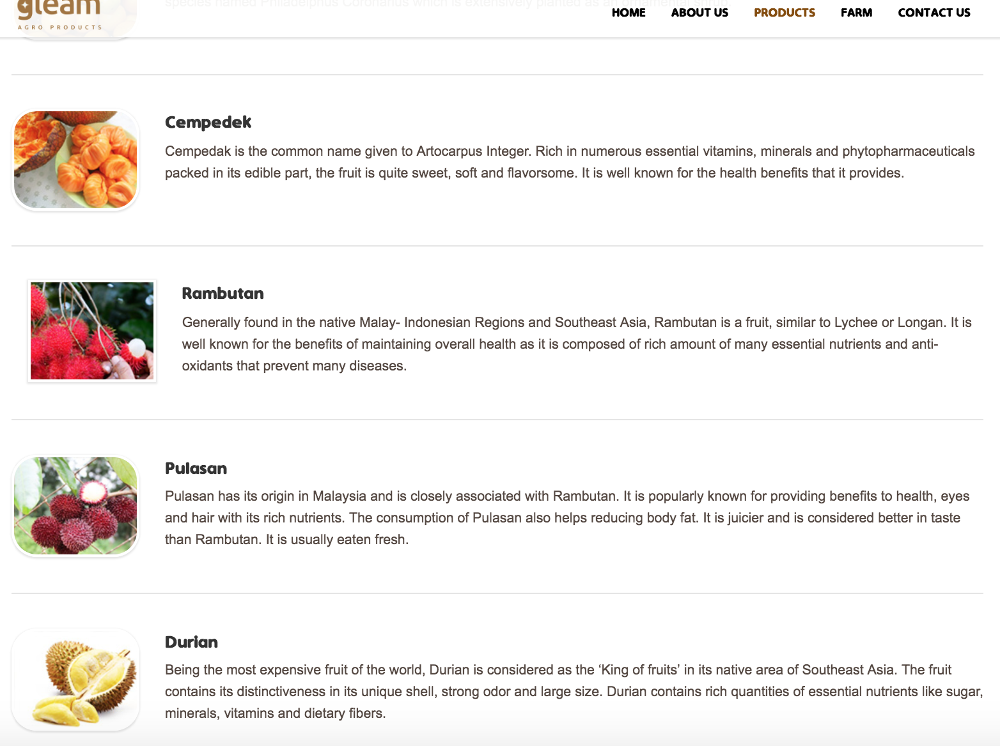 species named Philadelphus Coronarius which is extensively planted as an ornamental shrub.
gleam
AGRO PRODUCTS
HOME ABOUT US PRODUCTS FARM CONTACT US
Cempedek
Cempedak is the common name given to Artocarpus Integer. Rich in numerous essential vitamins, minerals and phytopharmaceuticals
packed in its edible part, the fruit is quite sweet, soft and flavorsome. It is well known for the health benefits that it provides.
Rambutan
Generally found in the native Malay- Indonesian Regions and Southeast Asia, Rambutan is a fruit, similar to Lychee or Longan. It is
well known for the benefits of maintaining overall health as it is composed of rich amount of many essential nutrients and anti-
oxidants that prevent many diseases.
Pulasan
Pulasan has its origin in Malaysia and is closely associated with Rambutan. It is popularly known for providing benefits to health, eyes
and hair with its rich nutrients. The consumption of Pulasan also helps reducing body fat. It is juicier and is considered better in taste
than Rambutan. It is usually eaten fresh.
Durian
Being the most expensive fruit of the world, Durian is considered as the ‘King of fruits’ in its native area of Southeast Asia. The fruit
contains its distinctiveness in its unique shell, strong odor and large size. Durian contains rich quantities of essential nutrients like sugar,
minerals, vitamins and dietary fibers.